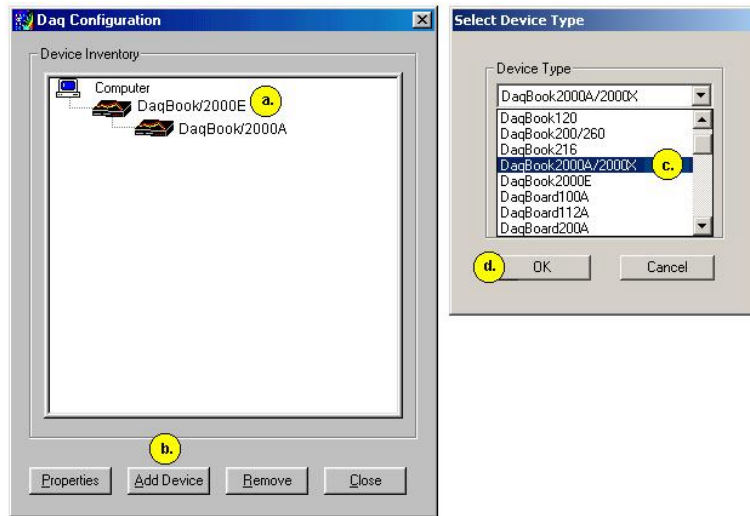 Daq Configuration
Device Inventory
Computer
DaqBook/2000E
a.
DaqBook/2000A
b.
Properties
Add Device
Remove
Close
Select Device Type
Device Type
DaqBook2000A/2000X
DaqBook120
DaqBook200/260
DaqBook216
DaqBook2000A/2000X
c.
DaqBook2000E
DaqBoard100A
DaqBoard112A
DaqBoard200A
d.
OK
Cancel